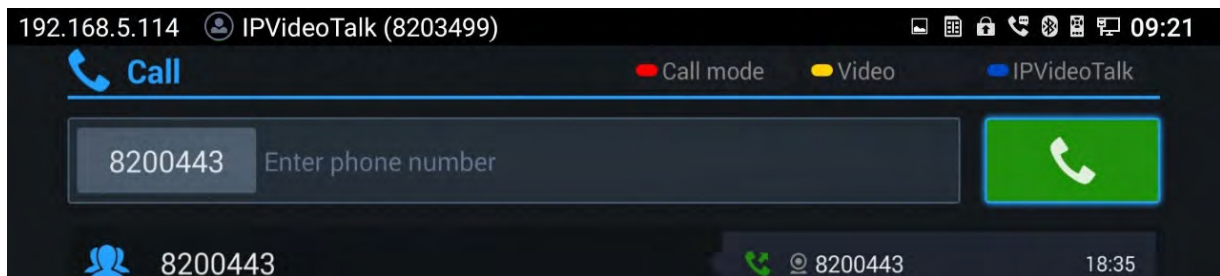 192.168.5.114 IPVideoTalk (8203499) 09:21
Call Call mode Video IPVideoTalk
8200443 Enter phone number
8200443 8200443 18:35